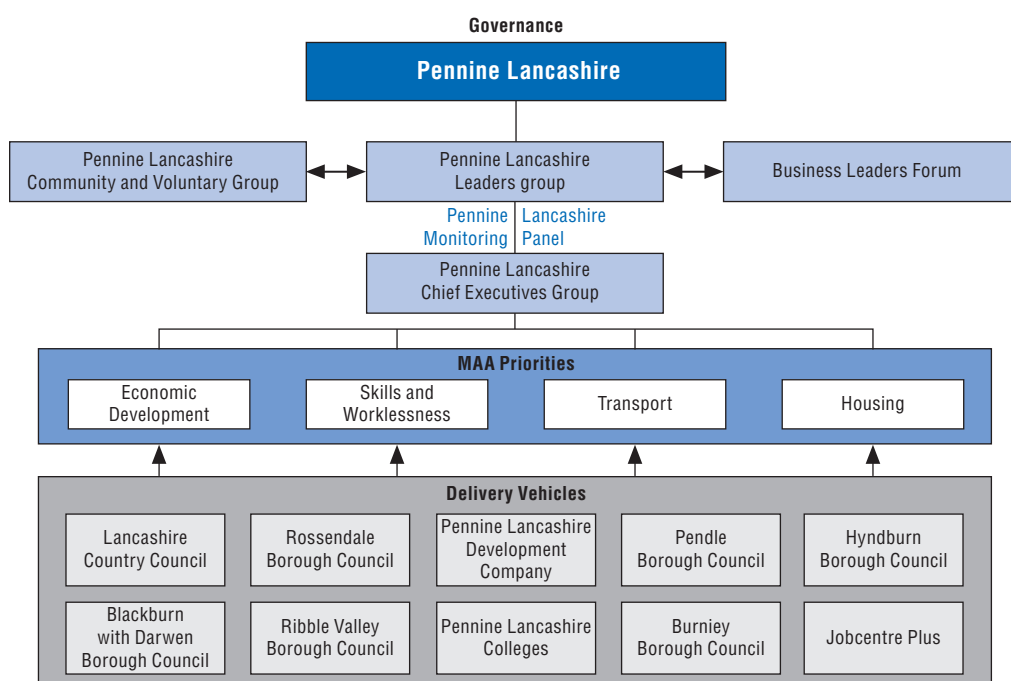 Governance
Pennine Lancashire
Pennine Lancashire
Community and Voluntary Group
Pennine Lancashire
Leaders group
Business Leaders Forum
Pennine Lancashire
Monitoring Panel
Pennine Lancashire
Chief Executives Group
MAA Priorities
Economic
Development
Skills and
Worklessness
Transport
Housing
Delivery Vehicles
Lancashire
Country Council
Rossendale
Borough Council
Pennine Lancashire
Development
Company
Pendle
Borough Council
Hyndburn
Borough Council
Blackburn
with Darwen
Borough Council
Ribble Valley
Borough Council
Pennine Lancashire
Colleges
Burniey
Borough Council
Jobcentre Plus